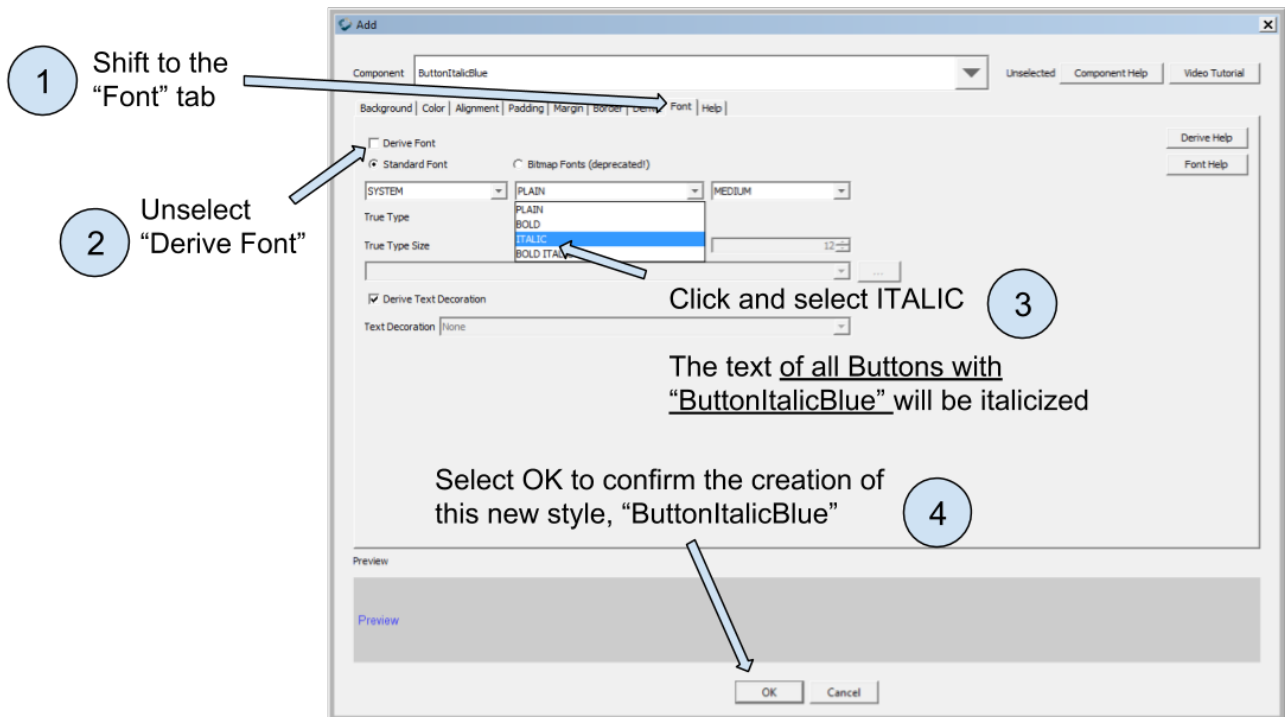 Add
x
1
Shift to the
“Font” tab
Component ButtonItalicBlue Unselected Component Help Video Tutorial
Background Color Alignment Padding Margin Border Font Help
Derive Font
Derive Help
Standard Font Bitmap Fonts (deprecated!)
Font Help
SYSTEM PLAIN MEDIUM
2
Unselect
“Derive Font”
True Type
PLAIN
BOLD
ITALIC
True Type Size
12
BOLD
...
Derive Text Decoration
Text Decoration None
Click and select ITALIC
3
The text of all Buttons with
“ButtonItalicBlue” will be italicized
Select OK to confirm the creation of
this new style, “ButtonItalicBlue”
4
Preview
Preview
OK Cancel